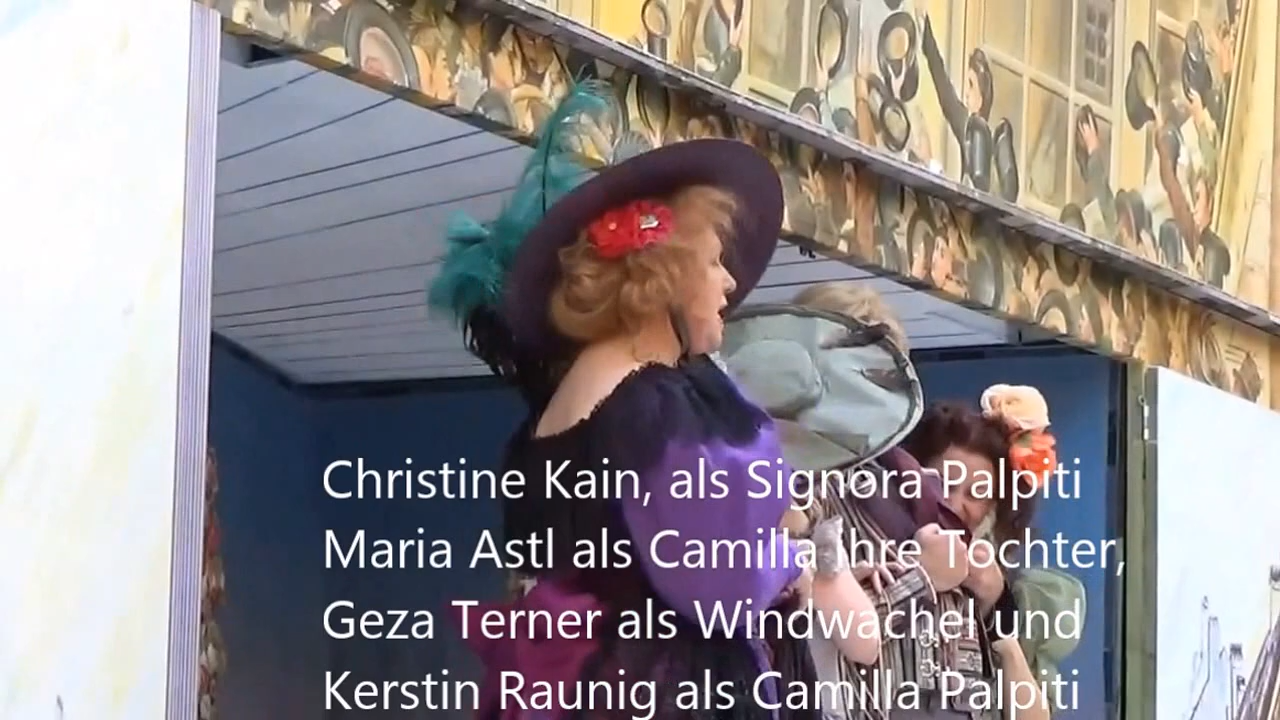 Christine Kain, als Signora Palpiti
Maria Astl als Camilla ihre Tochter,
Geza Terner als Windwachel und
Kerstin Raunig als Camilla Palpiti